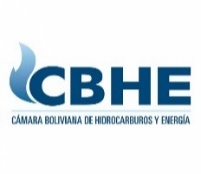 CBHE
CÁMARA BOLIVIANA DE HIDROCARBUROS Y ENERGÍA